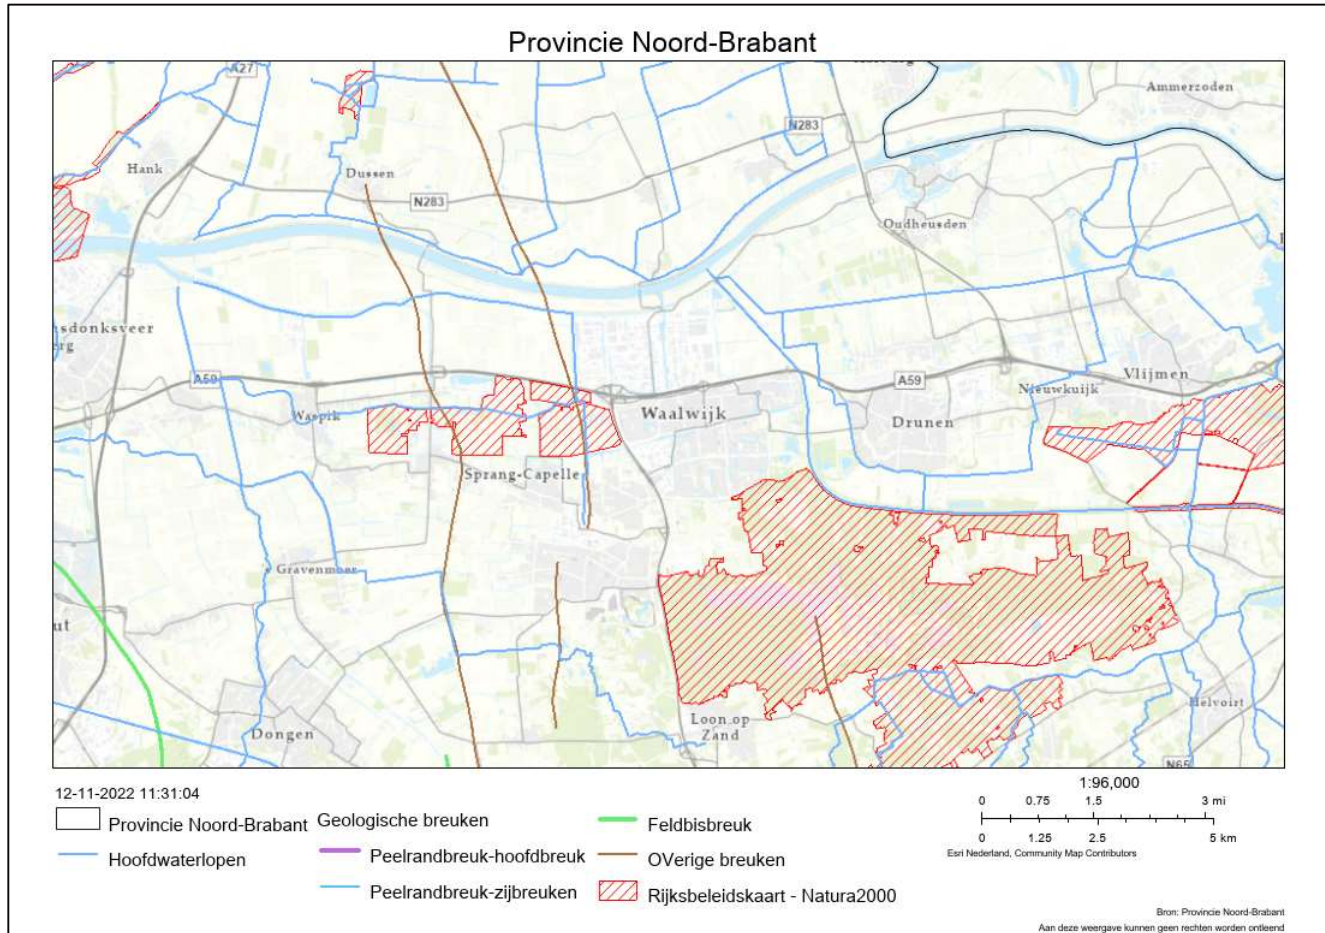 Provincie Noord-Brabant
A27
Ammerzoden
N283
Hank
Dussen
N283
Oudheusden
sdonksveer
erg
A59
A59
Nieuwkuijk
Vlijmen
Waspik
Waalwijk
Drunen
Sprang-Capelle
's Gravenmoer
ut
Helvoirt
Loon op
Zand
Dongen
N65
12-11-2022 11:31:04
Provincie Noord-Brabant
Hoofdwaterlopen
Geologische breuken
Peelrandbreuk-hoofdbreuk
Peelrandbreuk-zijbreuken
Feldbisbreuk
OVerige breuken
Rijksbeleidskaart - Natura2000
1:96,000
0 0.75 1.5 3 mi
0 1.25 2.5 5 km
Esri Nederland, Community Map Contributors
Bron: Provincie Noord-Brabant
Aan deze weergave kunnen geen rechten worden ontleend